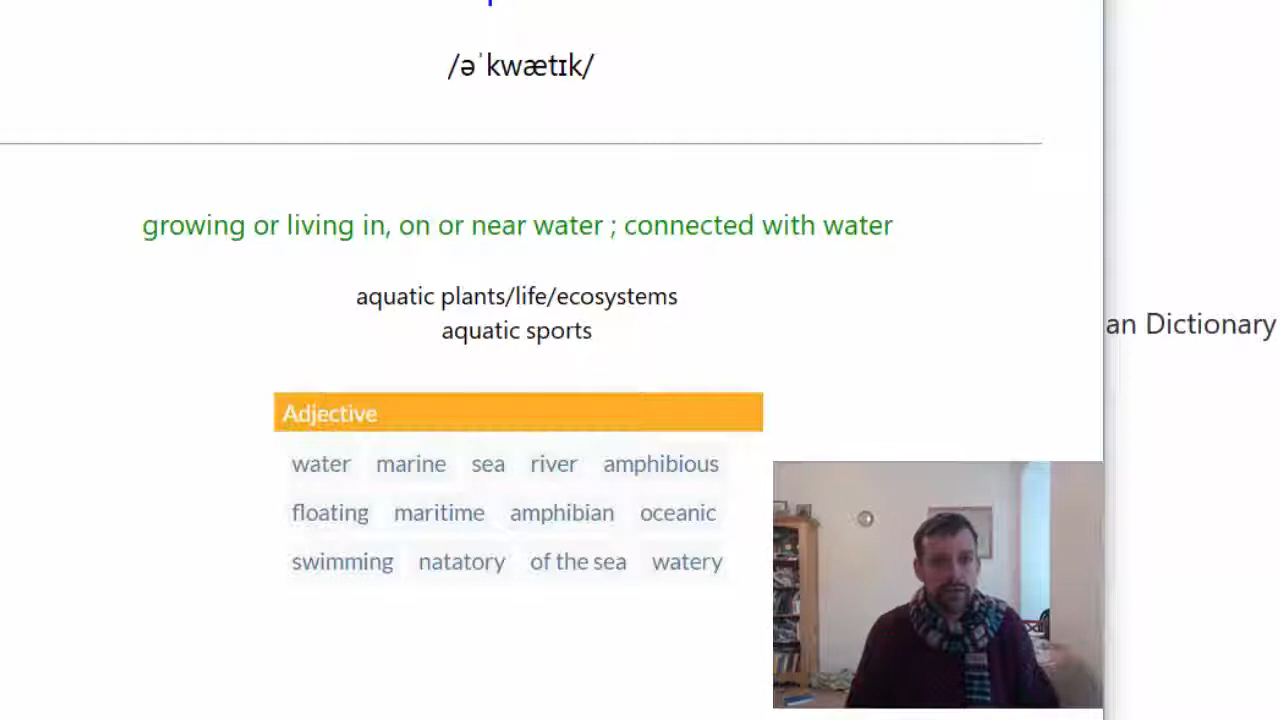 /əˈkwætɪk/
growing or living in, on or near water ; connected with water
aquatic plants/life/ecosystems
aquatic sports
an Dictionary
Adjective
water marine sea river amphibious
floating maritime amphibian oceanic
swimming natatory of the sea watery